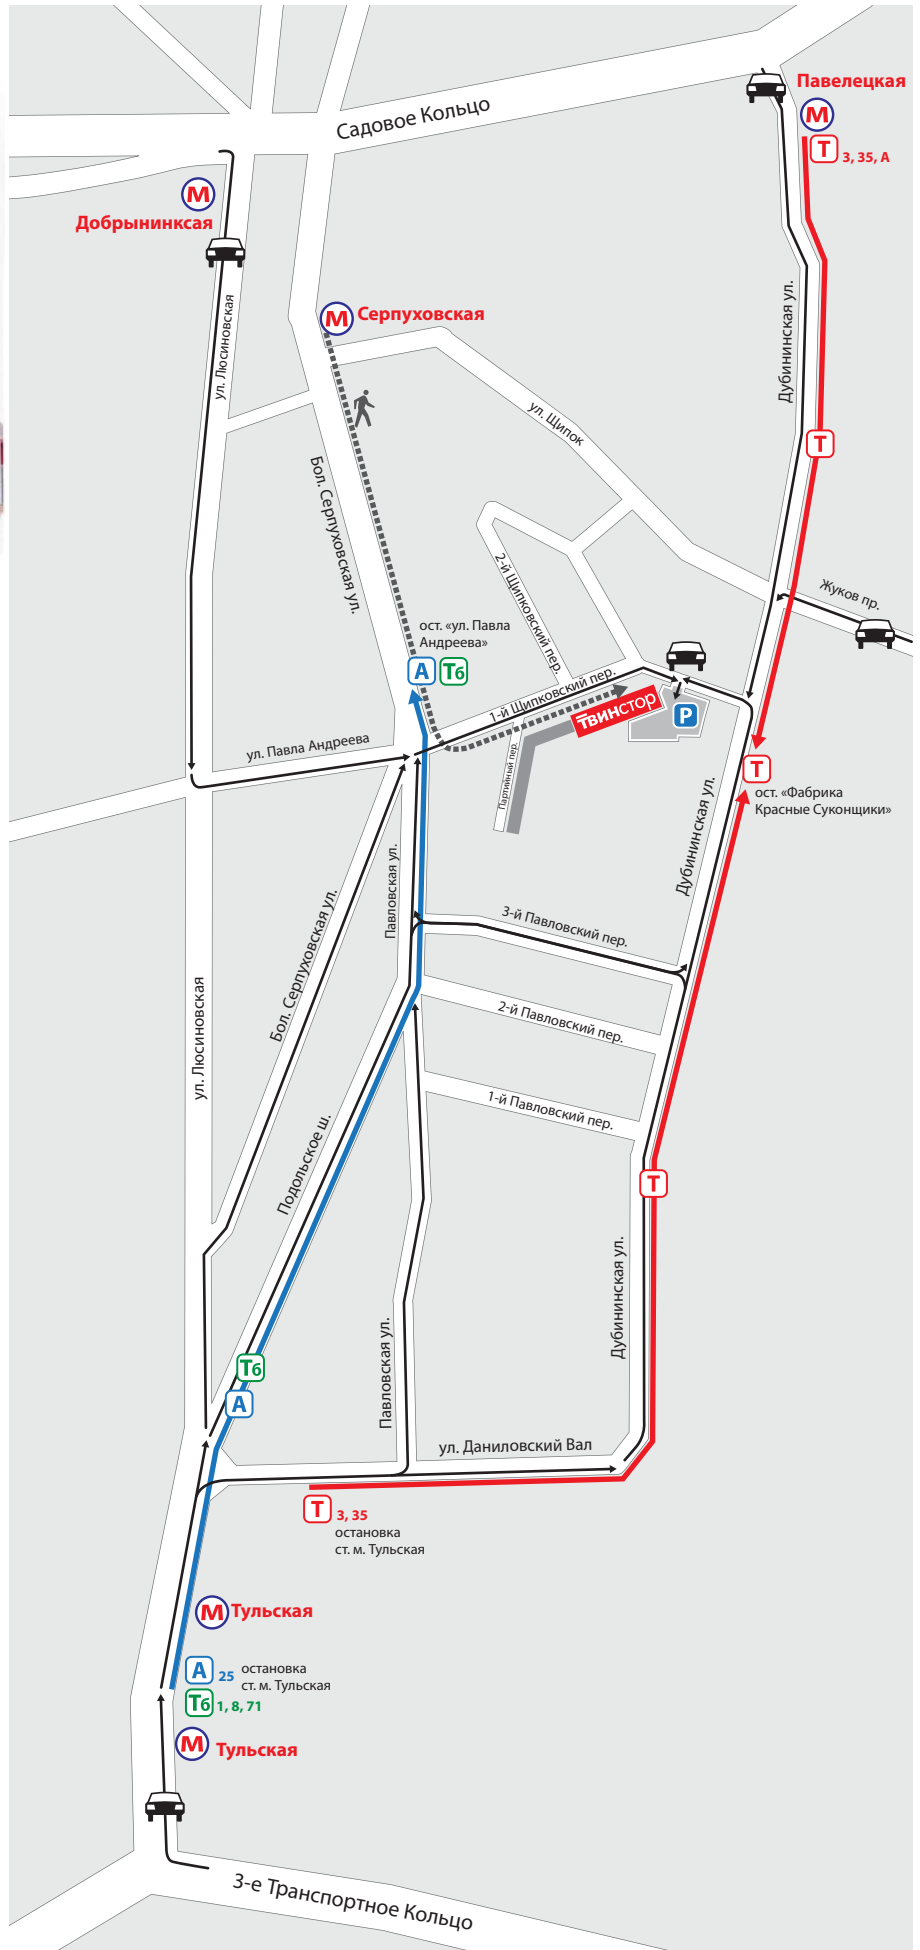 Павелецкая
М
Т 3, 35, А
Садовое Кольцо
М
Добрынинксая
М Серпуховская
ул. Люсиновская
Дубининская ул.
ул. Щипок
Т
Бол. Серпуховская ул.
2-й Щипковский пер.
Жуков пр.
ост. «ул. Павла
Андреева»
А Тб
1-й Щипковский пер.
ТВИНСТОР
P
ул. Павла Андреева
Партийный пер.
Т
ост. «Фабрика
Красные Суконщики»
Дубининская ул.
Павловская ул.
Бол. Серпуховская ул.
3-й Павловский пер.
ул. Люсиновская
2-й Павловский пер.
1-й Павловский пер.
Подольское ш.
Т
Дубининская ул.
Павловская ул.
Тб
А
ул. Даниловский Вал
Т 3, 35
остановка
ст. м. Тульская
М Тульская
А 25 остановка
ст. м. Тульская
Тб 1, 8, 71
М Тульская
3-е Транспортное Кольцо